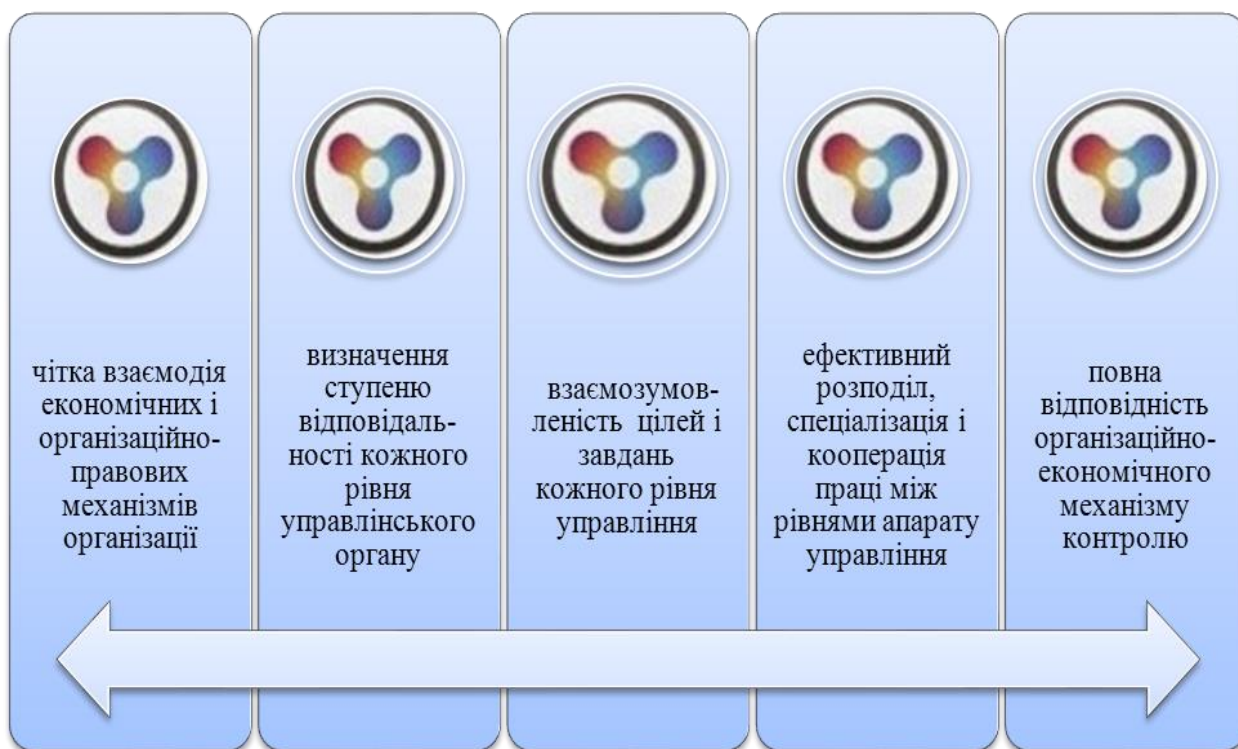 чітка взаємодія
економічних і
організаційно-
правових
механізмів
організації
визначення
ступеню
відповідаль-
ності кожного
рівня
управлінського
органу
взаємозумов-
леність цілей і
завдань
кожного рівня
управління
ефективний
розподіл,
спеціалізація і
кооперація
праці між
рівнями апарату
управління
повна
відповідність
організаційно-
економічного
механізму
контролю